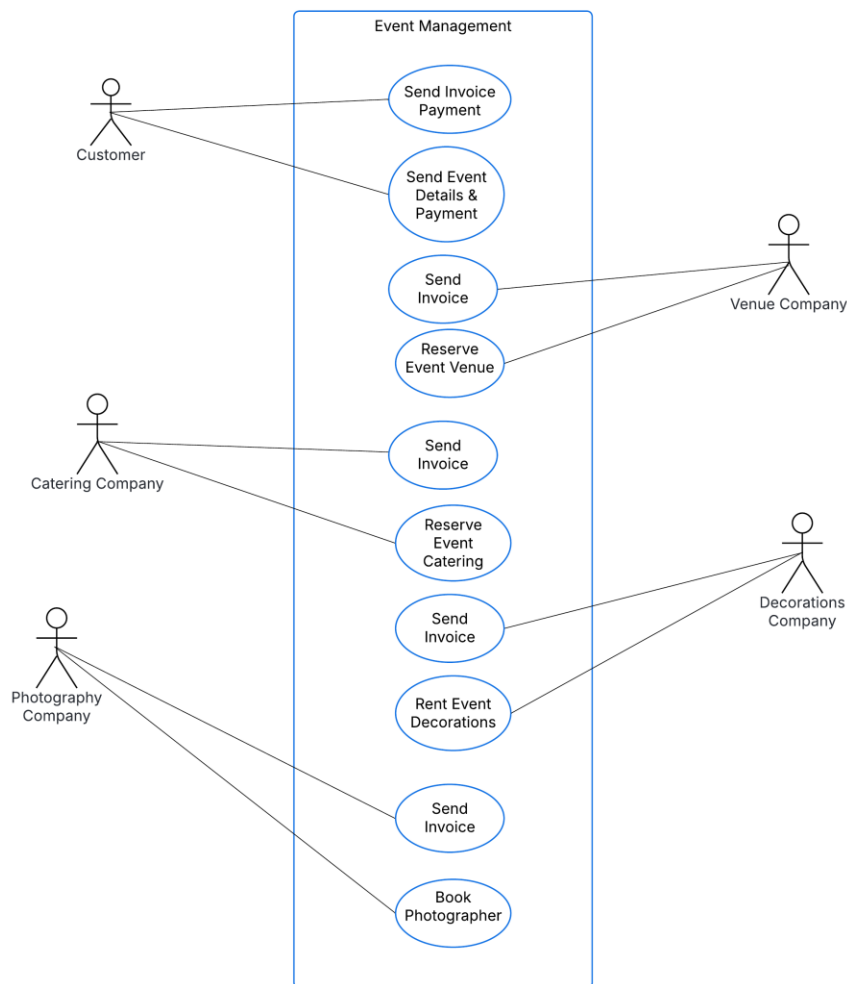 Event Management
Send Invoice
Payment
Customer
Send Event
Details &
Payment
Send
Invoice
Venue Company
Reserve
Event Venue
Send
Invoice
Catering Company
Reserve
Event
Catering
Send
Invoice
Decorations
Company
Rent Event
Decorations
Photography
Company
Send
Invoice
Book
Photographer